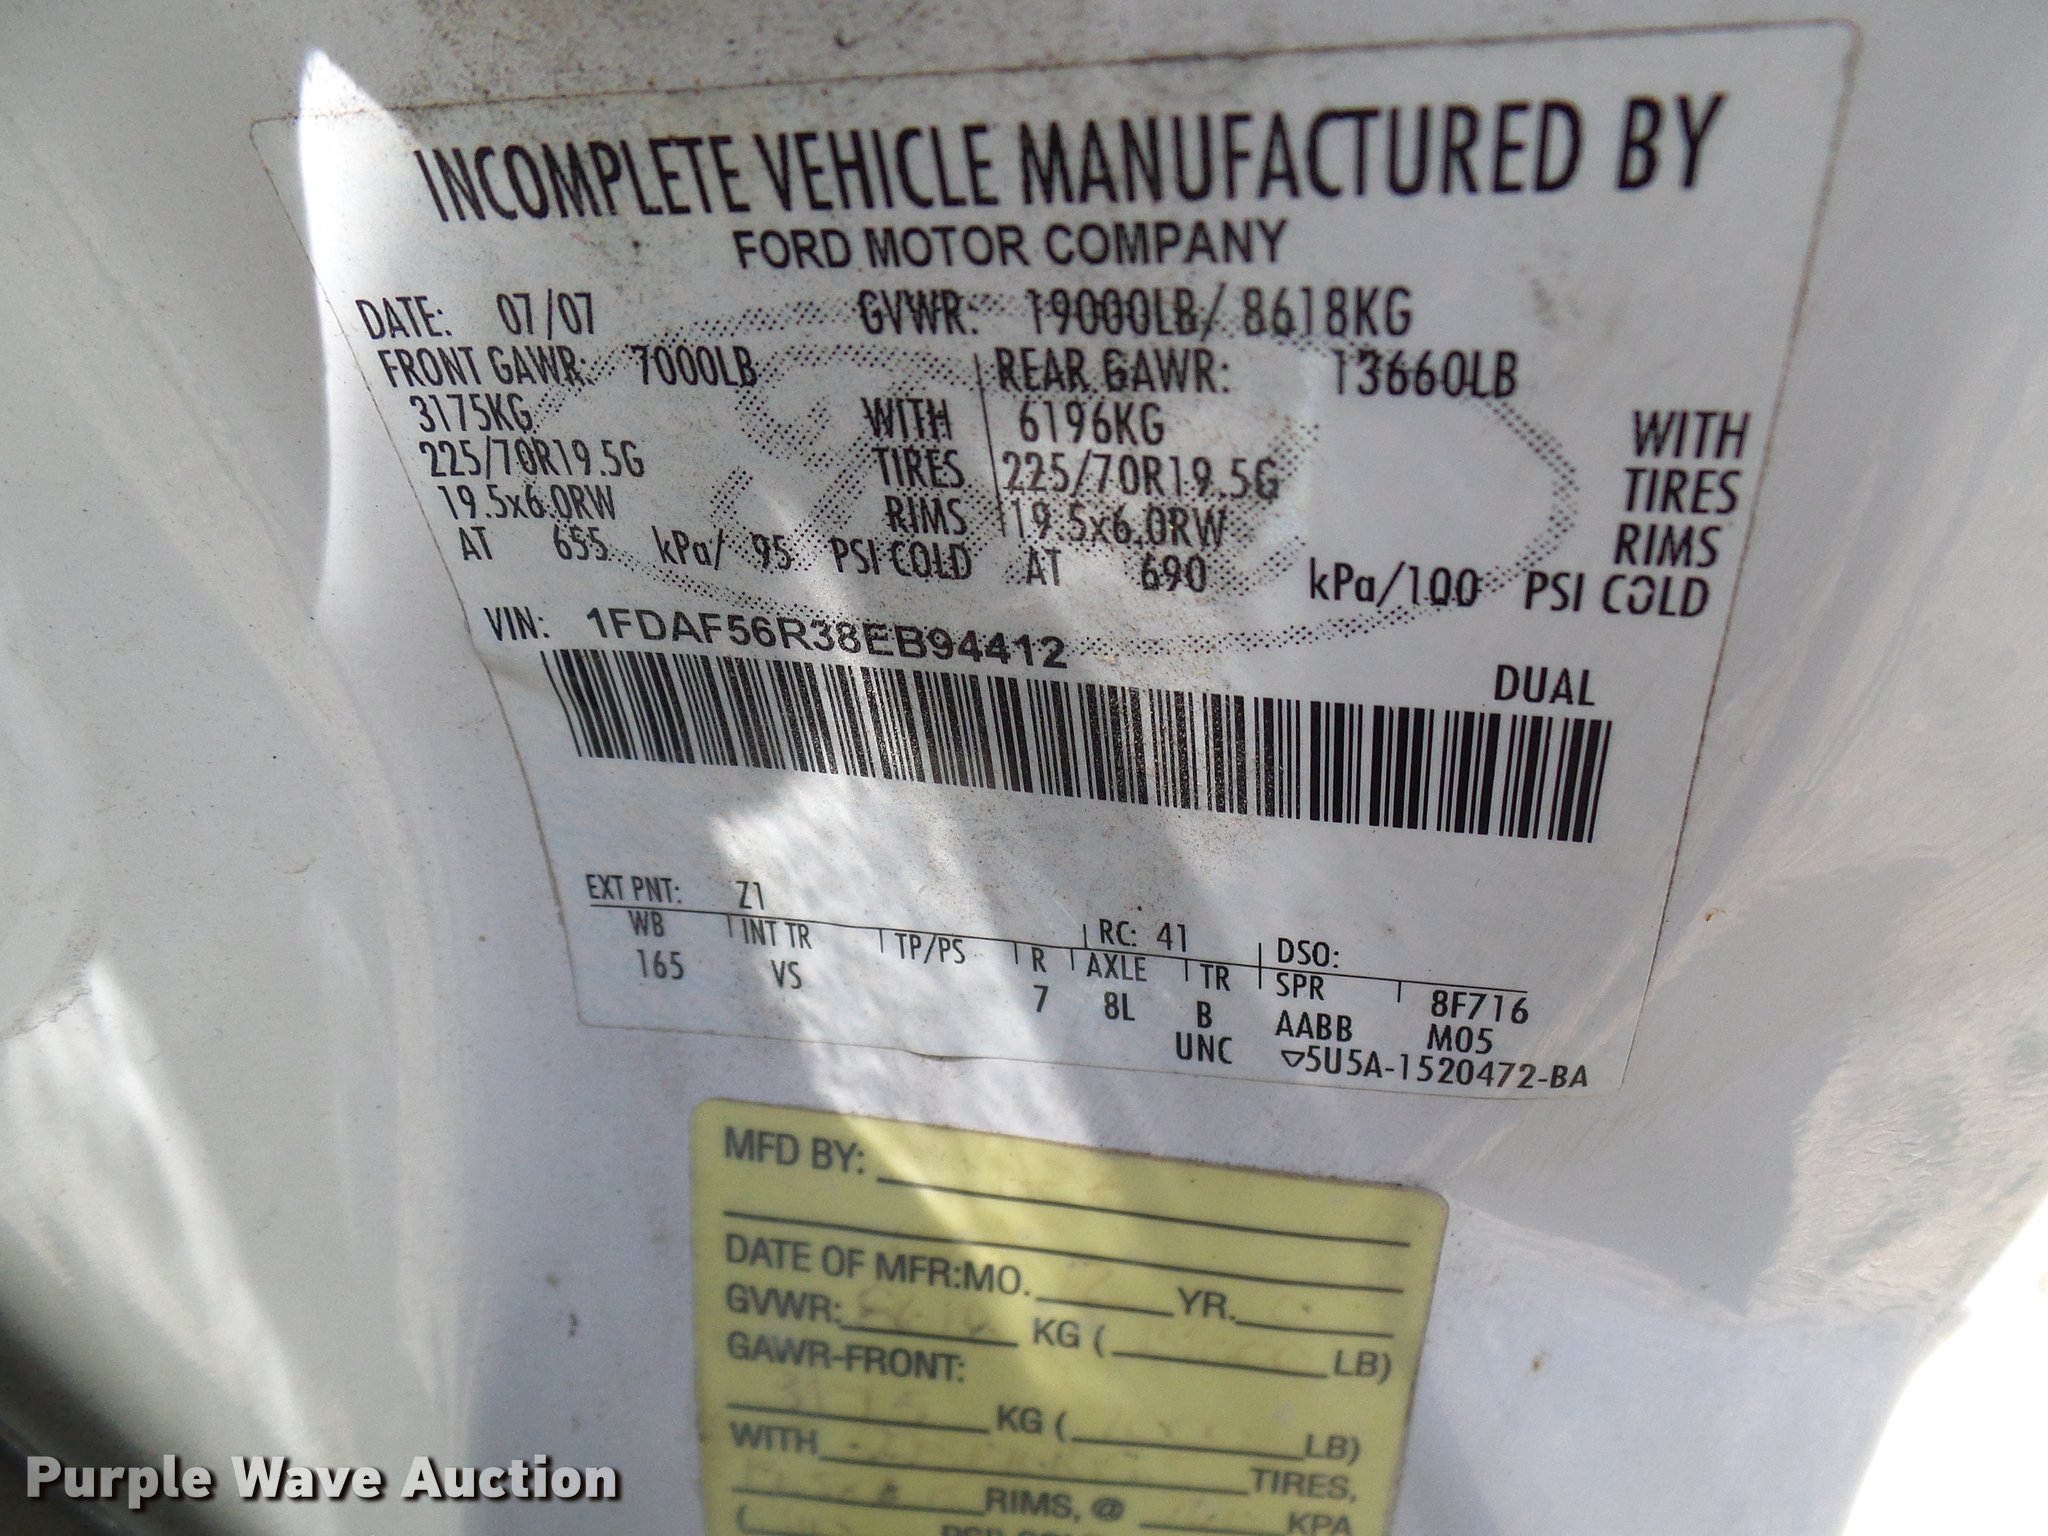 INCOMPLETE VEHICLE MANUFACTURED BY
FORD MOTOR COMPANY
DATE: 07/07 GVWR: 19000LB/ 8618KG
FRONT GAWR: 7000LB REAR GAWR: 13660LB
3175KG WITH 6196KG WITH
225/70R19.5G TIRES 225/70R19.5G TIRES
19.5x6.0RW RIMS 19.5x6.0RW RIMS
AT 655 kPa/ 95 PSI COLD AT 690 kPa/100 PSI COLD
VIN: 1FDAF56R38EB94412
DUAL
EXT PNT: Z1 RC: 41 DSO:
WB INT TR TP/PS R AXLE TR SPR 8F716
165 VS 7 8L B AABB M05
UNC ▽5U5A-1520472-BA
MFD BY:
DATE OF MFR:MO. YR.
GVWR: KG ( LB)
GAWR-FRONT:
KG ( LB)
WITH TIRES,
RIMS, @ KPA
(
Purple Wave Auction